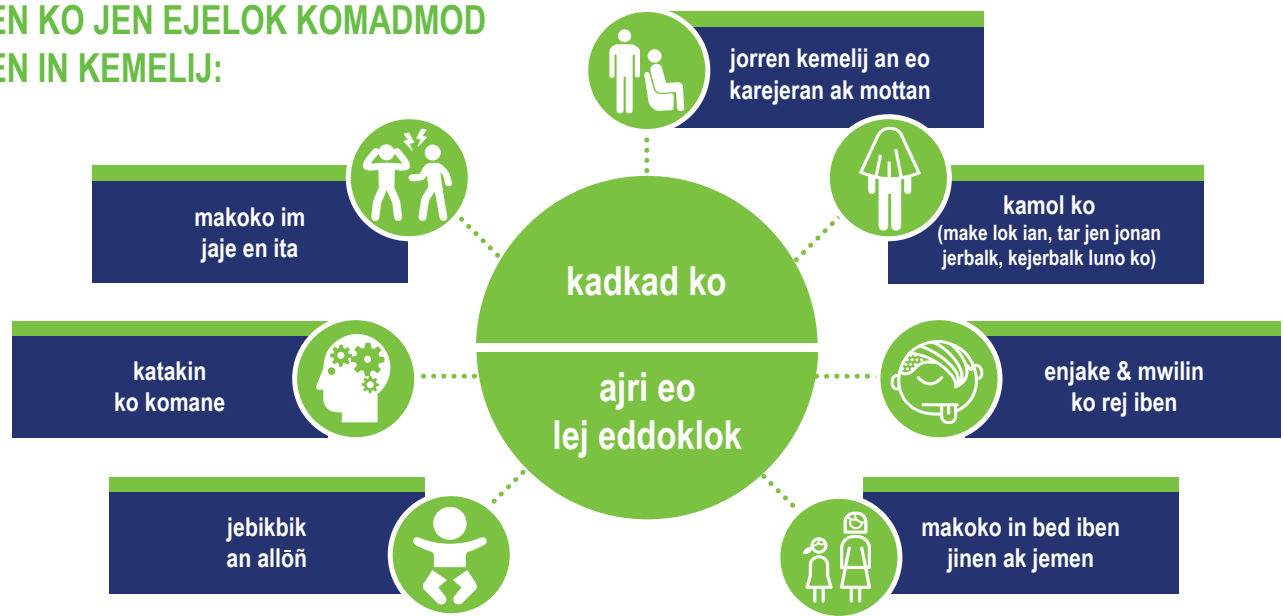 EN KO JEN EJELOK KOMADMOD
EN IN KEMELIJ:
jorren kemelij an eo
karejeran ak mottan
makoko im
jaje en ita
kamol ko
(make lok ian, tar jen jonan
jerbalk, kejerbalk luno ko)
kadkad ko
katakin
ko komane
ajri eo
lej eddoklok
enjake & mwilin
ko rej iben
jebikbik
an allōñ
makoko in bed iben
jinen ak jemen